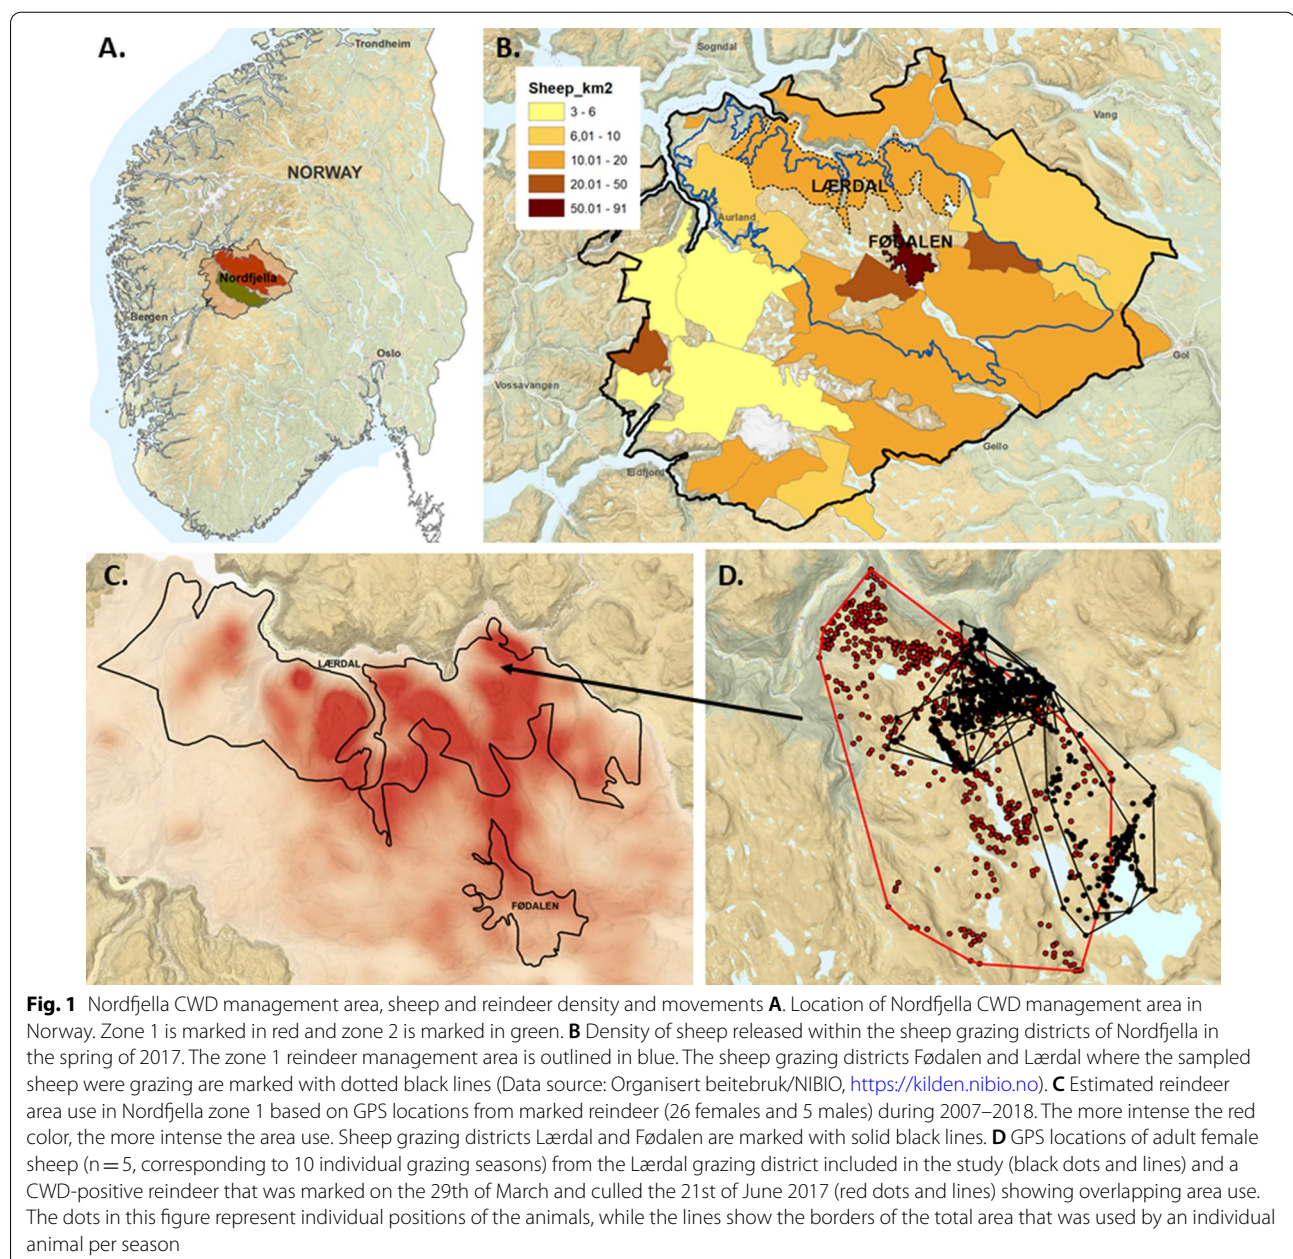 A.
Trondheim
NORWAY
Nordfjella
Bergen
Oslo
B.
Sogndal
Sheep_km2
3 - 6
6,01 - 10
10.01 - 20
20.01 - 50
50.01 - 91
Vang
LÆRDAL
Aurland
FØDALEN
Gol
Vossavangen
Geilo
Eidfjord
C.
LÆRDAL
FØDALEN
D.
Fig. 1 Nordfjella CWD management area, sheep and reindeer density and movements A. Location of Nordfjella CWD management area in
Norway. Zone 1 is marked in red and zone 2 is marked in green. B Density of sheep released within the sheep grazing districts of Nordfjella in
the spring of 2017. The zone 1 reindeer management area is outlined in blue. The sheep grazing districts Fødalen and Lærdal where the sampled
sheep were grazing are marked with dotted black lines (Data source: Organisert beitebruk/NIBIO, https://kilden.nibio.no). C Estimated reindeer
area use in Nordfjella zone 1 based on GPS locations from marked reindeer (26 females and 5 males) during 2007–2018. The more intense the red
color, the more intense the area use. Sheep grazing districts Lærdal and Fødalen are marked with solid black lines. D GPS locations of adult female
sheep (n = 5, corresponding to 10 individual grazing seasons) from the Lærdal grazing district included in the study (black dots and lines) and a
CWD-positive reindeer that was marked on the 29th of March and culled the 21st of June 2017 (red dots and lines) showing overlapping area use.
The dots in this figure represent individual positions of the animals, while the lines show the borders of the total area that was used by an individual
animal per season